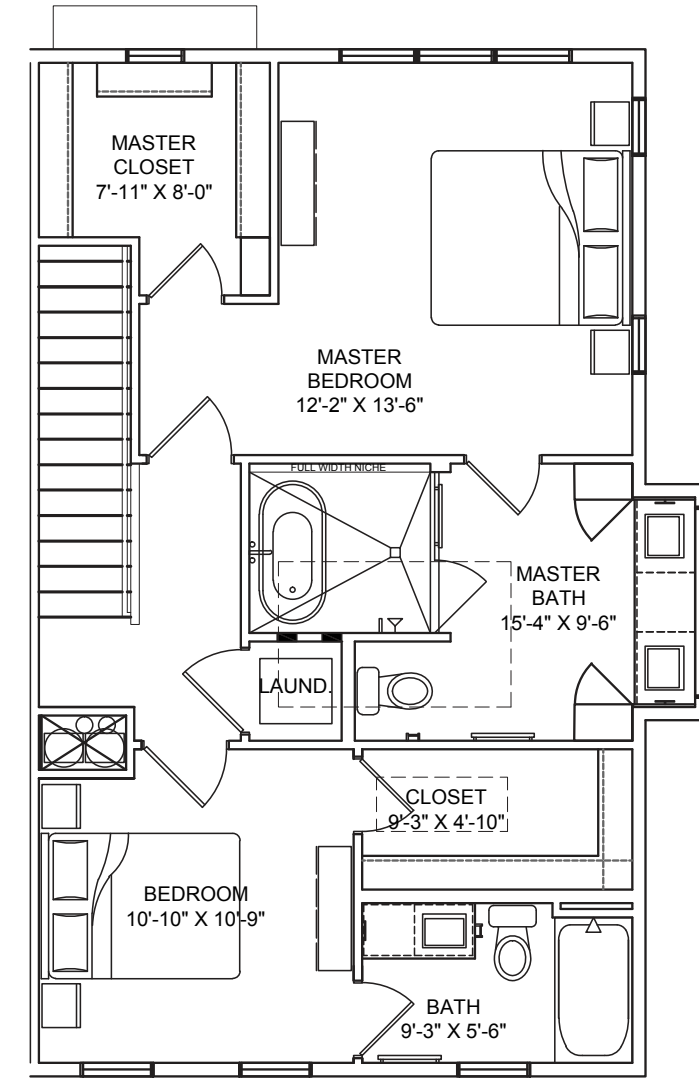 MASTER
CLOSET
7'-11" X 8'-0"
MASTER
BEDROOM
12'-2" X 13'-6"
FULL WIDTH NICHE
MASTER
BATH
15'-4" X 9'-6"
LAUND.
CLOSET
9'-3" X 4'-10"
BEDROOM
10'-10" X 10'-9"
BATH
9'-3" X 5'-6"